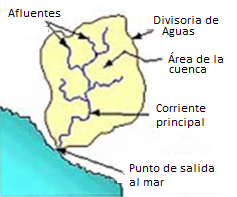 Afluentes
Divisoria de
Aguas
Área de la
cuenca
Corriente
principal
Punto de salida
al mar